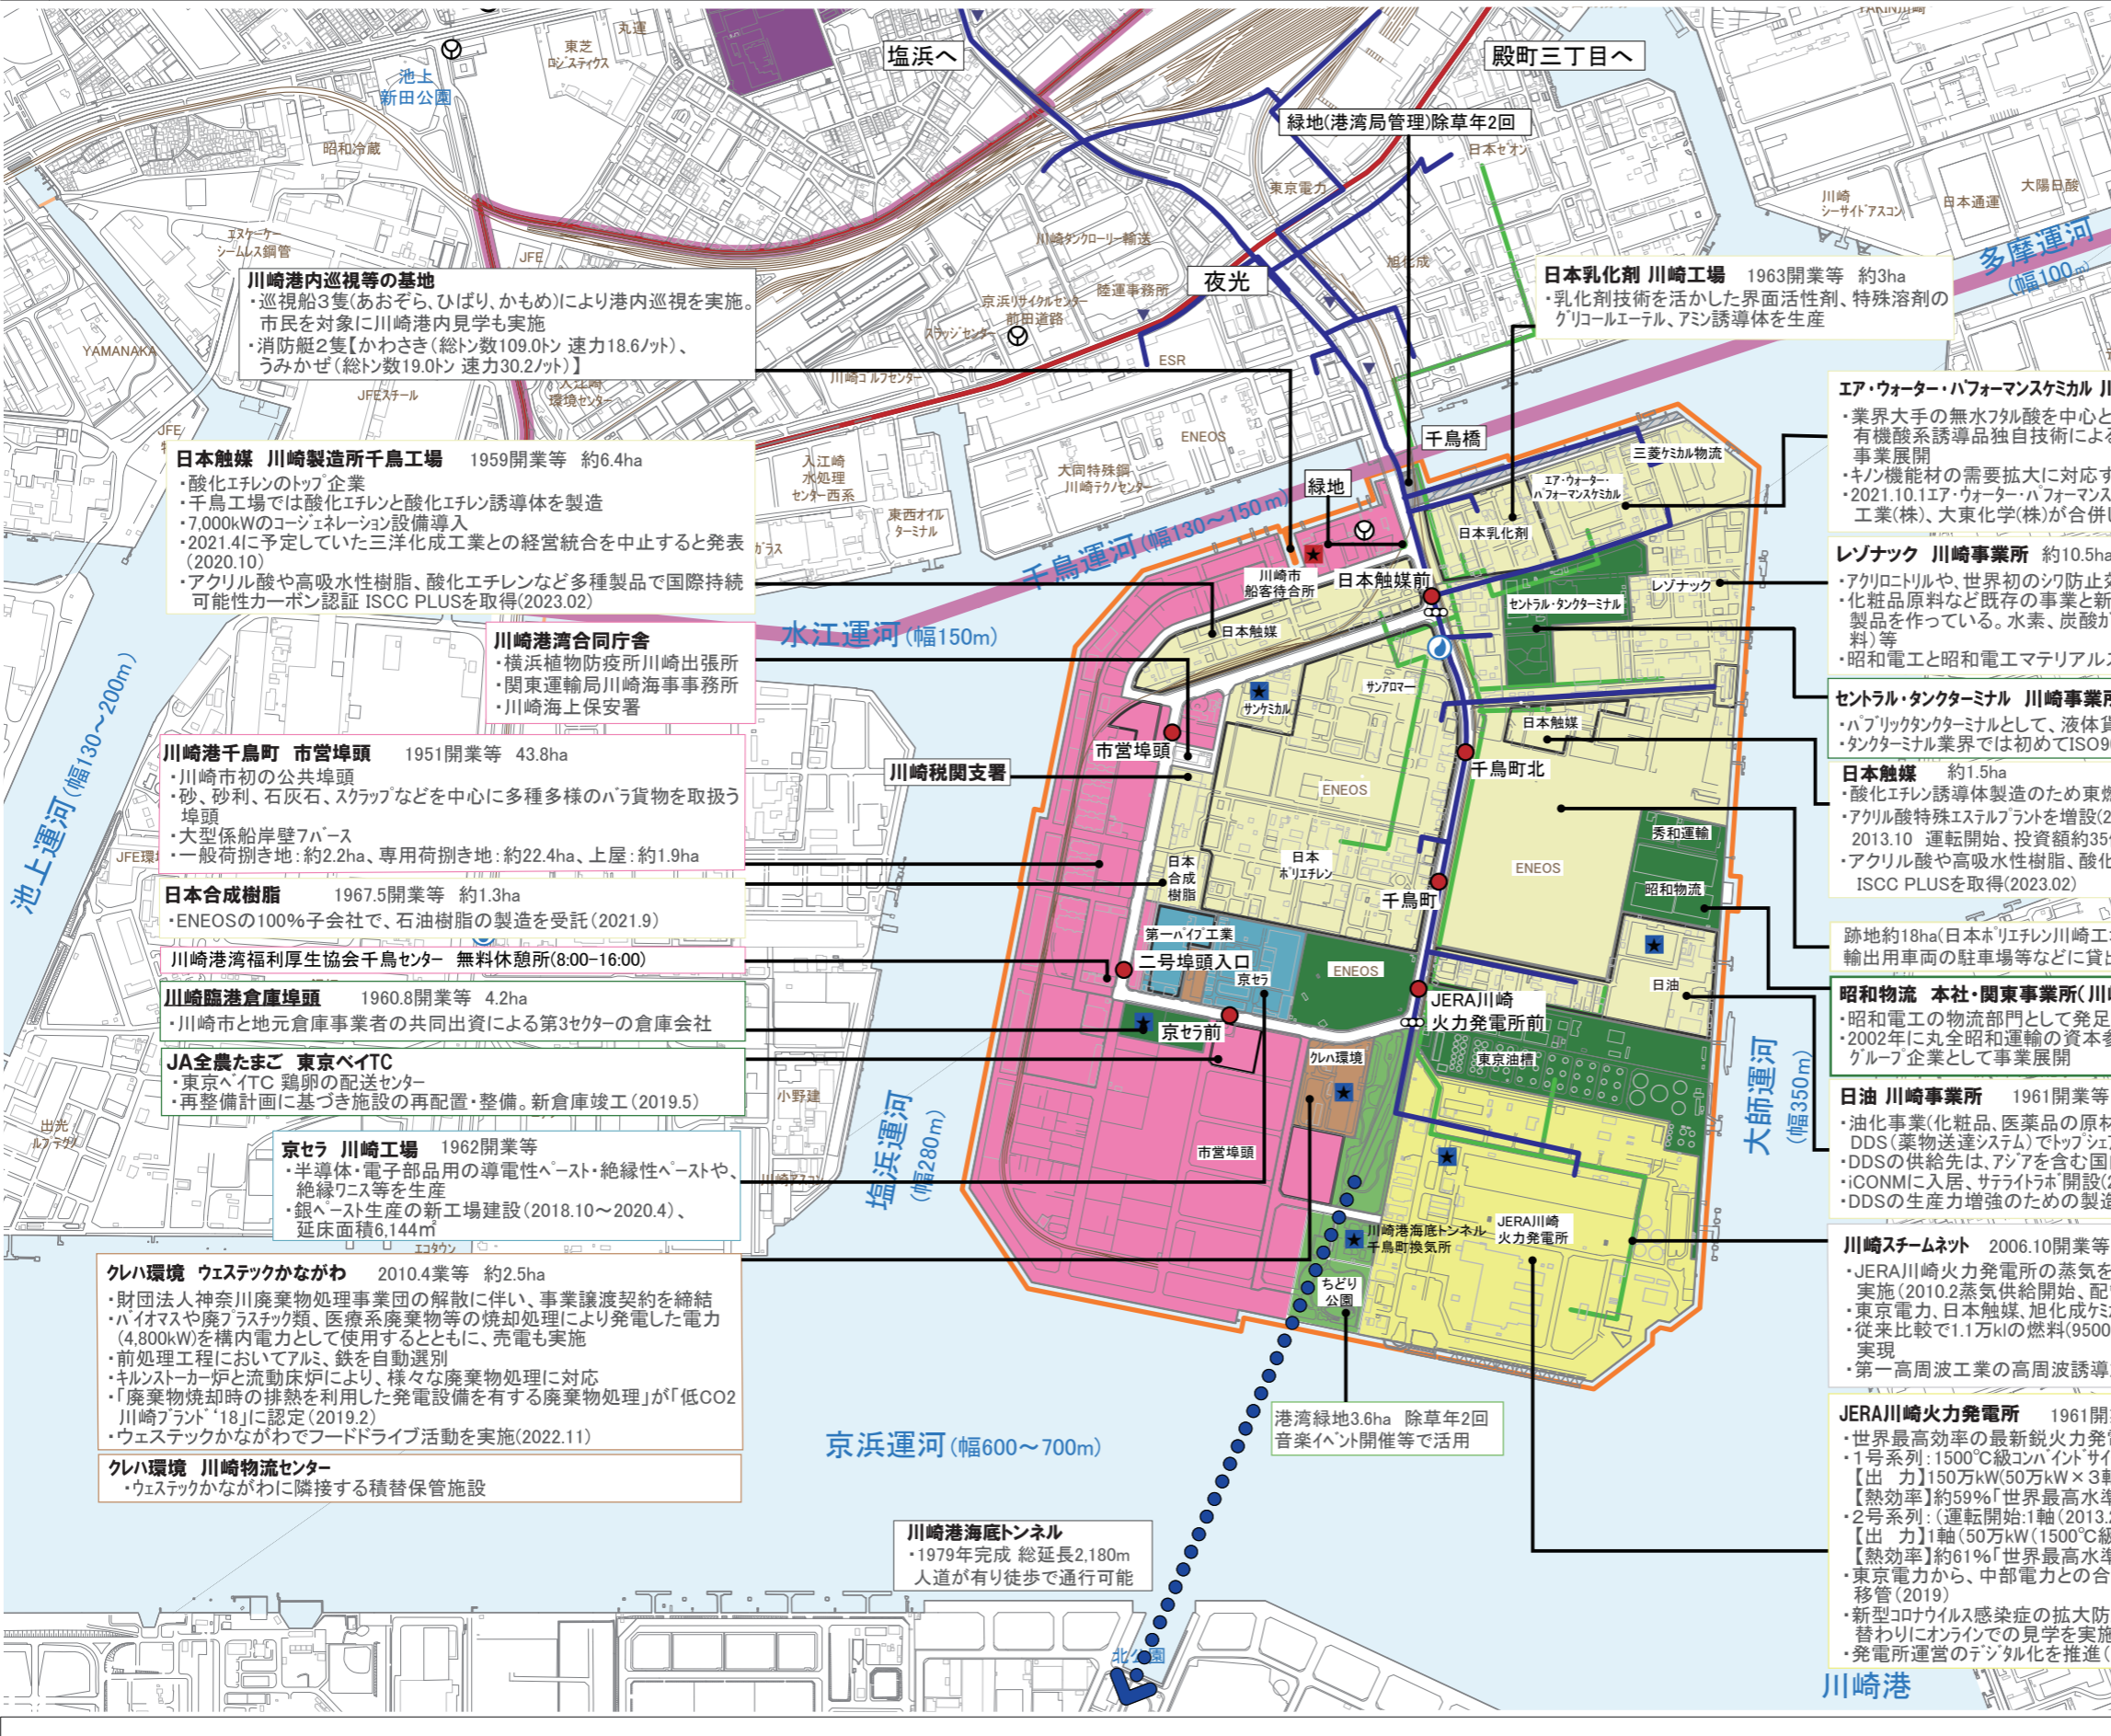 塩浜へ
殿町三丁目へ
丸運
東芝
ロジスティクス
池上
新田公園
昭和冷蔵
緑地(港湾局管理)除草年2回
日本ゼオン
東京電力
川崎
シーサイドアスコン
日本通運
大陽日酸
多摩運河
(幅100m)
エヌケーケー
シームレス鋼管
JFE
川崎タンクローリー輸送
旭化成
夜光
陸運事務所
京浜リサイクルセンター
前田道路
スラッジセンター
ESR
川崎ゴルフセンター
YAMANAKA
JFEスチール
入江崎
環境センター
川崎港内巡視等の基地
・巡視船3隻(あおぞら、ひばり、かもめ)により港内巡視を実施。
市民を対象に川崎港内見学も実施
・消防艇2隻【かわさき(総トン数109.0トン 速力18.6ノット)、
うみかぜ(総トン数19.0トン 速力30.2ノット)】
日本乳化剤 川崎工場 1963開業等 約3ha
・乳化剤技術を活かした界面活性剤、特殊溶剤の
グリコールエーテル、アミン誘導体を生産
日本触媒 川崎製造所千鳥工場 1959開業等 約6.4ha
・酸化エチレンのトップ企業
・千鳥工場では酸化エチレンと酸化エチレン誘導体を製造
・7,000kWのコージェネレーション設備導入
・2021.4に予定していた三洋化成工業との経営統合を中止すると発表
(2020.10)
・アクリル酸や高吸水性樹脂、酸化エチレンなど多種製品で国際持続
可能性カーボン認証 ISCC PLUSを取得(2023.02)
入江崎
水処理
センター西系
東西オイル
ターミナル
大同特殊鋼
川崎テクノセンター
ENEOS
千鳥橋
緑地
千鳥運河(幅130～150m)
水江運河(幅150m)
池上運河(幅130～200m)
川崎港湾合同庁舎
・横浜植物防疫所川崎出張所
・関東運輸局川崎海事事務所
・川崎海上保安署
川崎港千鳥町 市営埠頭 1951開業等 43.8ha
・川崎市初の公共埠頭
・砂、砂利、石灰石、スクラップなどを中心に多種多様のバラ貨物を取扱う
埠頭
・大型係船岸壁7バース
・一般荷捌き地：約2.2ha、専用荷捌き地：約22.4ha、上屋：約1.9ha
日本合成樹脂 1967.5開業等 約1.3ha
・ENEOSの100%子会社で、石油樹脂の製造を受託(2021.9)
川崎港湾福利厚生協会千鳥センター 無料休憩所(8:00-16:00)
川崎臨港倉庫埠頭 1960.8開業等 4.2ha
・川崎市と地元倉庫事業者の共同出資による第3セクターの倉庫会社
JA全農たまご 東京ベイTC
・東京ベイTC 鶏卵の配送センター
・再整備計画に基づき施設の再配置・整備。新倉庫竣工(2019.5)
京セラ 川崎工場 1962開業等
・半導体・電子部品用の導電性ペースト・絶縁性ペーストや、
絶縁ワニス等を生産
・銀ペースト生産の新工場建設(2018.10～2020.4)、
延床面積6,144㎡
クレハ環境 ウェステックかながわ 2010.4業等 約2.5ha
・財団法人神奈川廃棄物処理事業団の解散に伴い、事業譲渡契約を締結
・バイオマスや廃プラスチック類、医療系廃棄物等の焼却処理により発電した電力
(4,800kW)を構内電力として使用するとともに、売電も実施
・前処理工程においてアルミ、鉄を自動選別
・キルンストーカー炉と流動床炉により、様々な廃棄物処理に対応
・「廃棄物焼却時の排熱を利用した発電設備を有する廃棄物処理」が「低CO2
川崎ブランド‘18」に認定(2019.2)
・ウェステックかながわでフードドライブ活動を実施(2022.11)
クレハ環境 川崎物流センター
・ウェステックかながわに隣接する積替保管施設
出光
小野建
エコタウン
塩浜運河
(幅280m)
京浜運河(幅600～700m)
川崎港海底トンネル
・1979年完成 総延長2,180m
人道が有り徒歩で通行可能
北公園
港湾緑地3.6ha 除草年2回
音楽イベント開催等で活用
川崎税関支署
川崎市
船客待合所
日本触媒前
日本触媒
サンケミカル
サンアロマー
市営埠頭
ENEOS
千鳥町北
日本
合成
樹脂
日本
ポリエチレン
千鳥町
第一パイプ工業
二号埠頭入口
京セラ
ENEOS
JERA川崎
火力発電所前
京セラ前
クレハ環境
東京油槽
市営埠頭
川崎港海底トンネル
千鳥町換気所
ちどり
公園
JERA川崎
火力発電所
三菱ケミカル物流
エア・ウォーター・
パフォーマンスケミカル
日本乳化剤
セントラル・タンクターミナル
レゾナック
日本触媒
秀和運輸
ENEOS
昭和物流
日油
大師運河
(幅350m)
エア・ウォーター・パフォーマンスケミカル 川
・業界大手の無水フタル酸を中心と
有機酸系誘導品独自技術による
事業展開
・キノン機能材の需要拡大に対応す
・2021.10.1エア・ウォーター・パフォーマンス
工業(株)、大東化学(株)が合併し
レゾナック 川崎事業所 約10.5ha
・アクリロニトリルや、世界初のシワ防止効
・化粧品原料など既存の事業と新
製品を作っている。水素、炭酸ガ
料)等
・昭和電工と昭和電工マテリアルズ
セントラル・タンクターミナル 川崎事業所
・パブリックタンクターミナルとして、液体貨
・タンクターミナル業界では初めてISO90
日本触媒 約1.5ha
・酸化エチレン誘導体製造のため東燃
・アクリル酸特殊エステルプラントを増設(2
2013.10 運転開始、投資額約35億
・アクリル酸や高吸水性樹脂、酸化
ISCC PLUSを取得(2023.02)
跡地約18ha(日本ポリエチレン川崎工
輸出用車両の駐車場等などに貸出
昭和物流 本社・関東事業所(川崎
・昭和電工の物流部門として発足
・2002年に丸全昭和運輸の資本参
グループ企業として事業展開
日油 川崎事業所 1961開業等
・油化事業(化粧品、医薬品の原材
DDS(薬物送達システム)でトップシェア
・DDSの供給先は、アジアを含む国
・iCONMに入居、サテライトラボ開設(2
・DDSの生産力増強のための製造
川崎スチームネット 2006.10開業等
・JERA川崎火力発電所の蒸気を
実施(2010.2蒸気供給開始、配
・東京電力、日本触媒、旭化成ケミカ
・従来比較で1.1万klの燃料(9500
実現
・第一高周波工業の高周波誘導
JERA川崎火力発電所 1961開
・世界最高効率の最新鋭火力発電
・1号系列：1500℃級コンバインドサイ
【出 力】150万kW(50万kW×3軸
【熱効率】約59%「世界最高水準
・2号系列：(運転開始:1軸(2013.2
【出 力】1軸(50万kW(1500℃級
【熱効率】約61%「世界最高水準
・東京電力から、中部電力との合
移管(2019)
・新型コロナウイルス感染症の拡大防
替わりにオンラインでの見学を実施
・発電所運営のデジタル化を推進(
川崎港